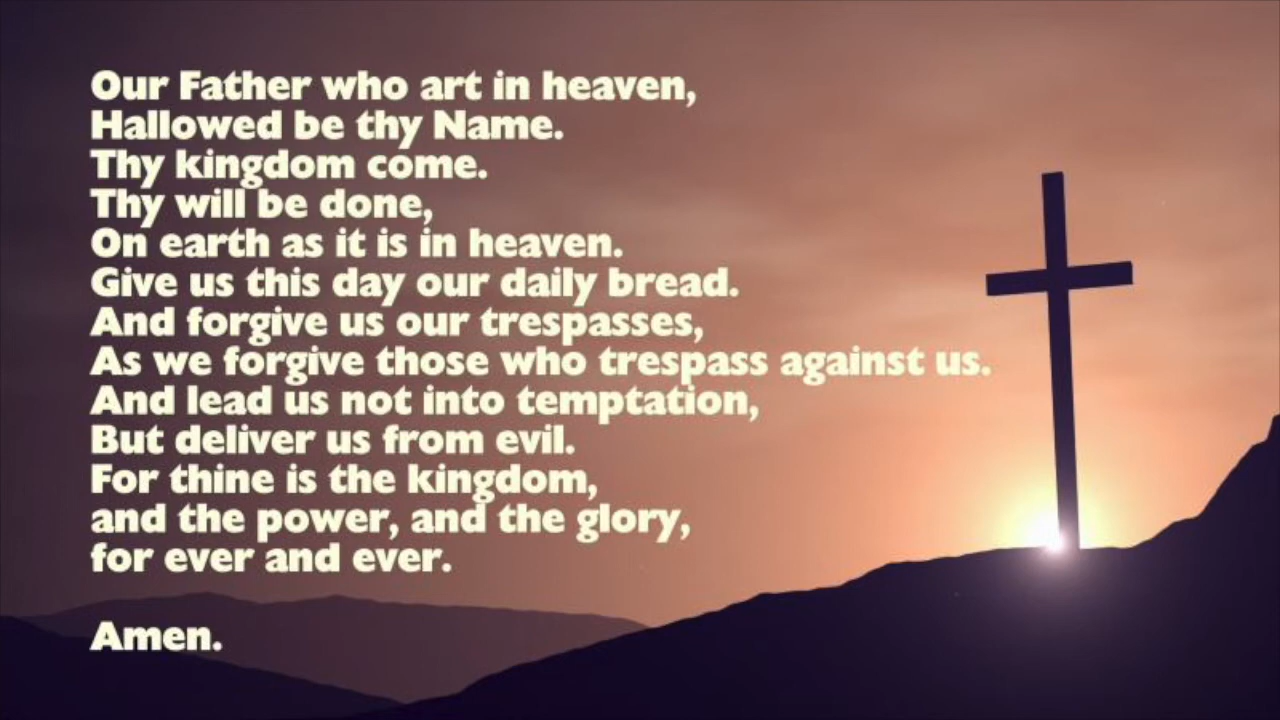 Our Father who art in heaven,
Hallowed be thy Name.
Thy kingdom come.
Thy will be done,
On earth as it is in heaven.
Give us this day our daily bread.
And forgive us our trespasses,
As we forgive those who trespass against us.
And lead us not into temptation,
But deliver us from evil.
For thine is the kingdom,
and the power, and the glory,
for ever and ever.
Amen.